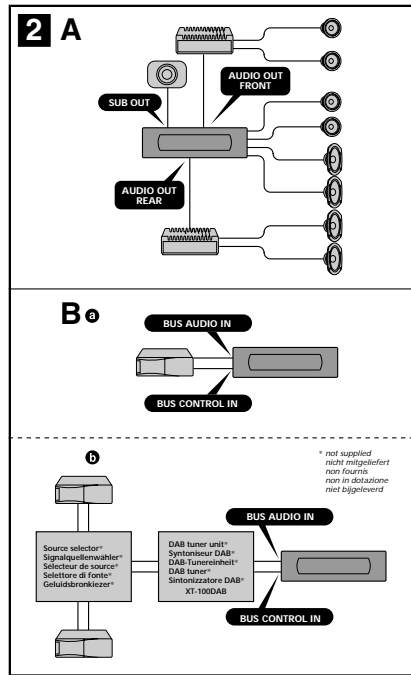 2 A
AUDIO OUT
FRONT
SUB OUT
AUDIO OUT
REAR
B a
BUS AUDIO IN
BUS CONTROL IN
b
* not supplied
nicht mitgeliefert
non fournis
non in dotazione
niet bijgeleverd
Source selector*
Signalquellenwähler*
Sélecteur de source*
Selettore di fonte*
Geluidsbronkiezer*
DAB tuner unit*
Syntoniseur DAB*
DAB-Tunereinheit*
DAB tuner*
Sintonizzatore DAB*
XT-100DAB
BUS AUDIO IN
BUS CONTROL IN